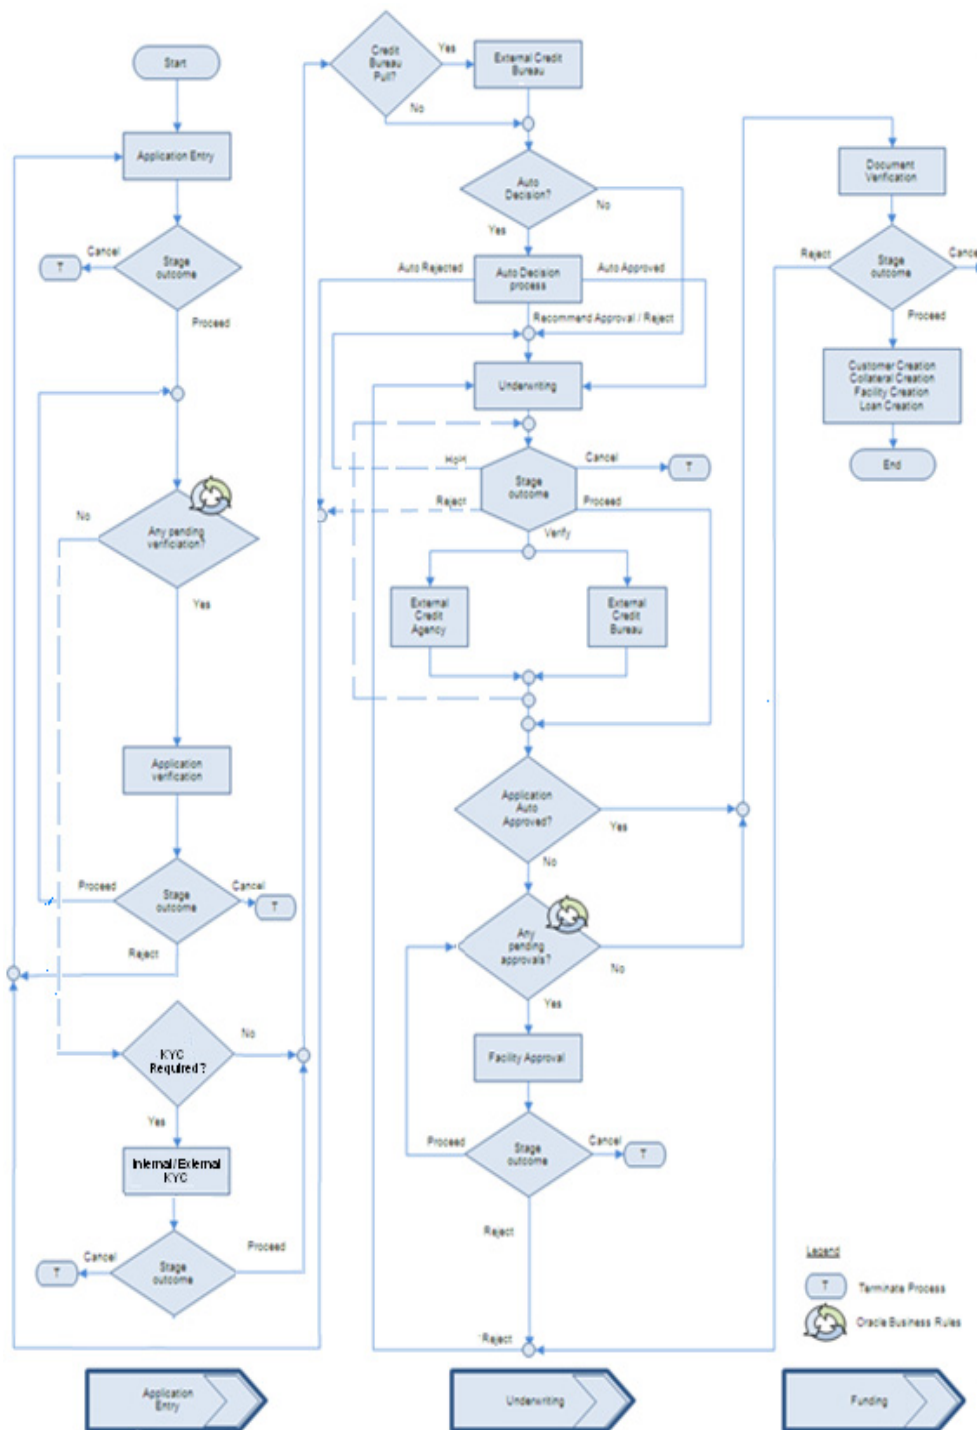 Start
Application Entry
Cancel
T
Stage
outcome
Proceed
No
Any pending
verificiation?
Yes
Application
verification
Proceed
Stage
outcome
Cancel
T
Reject
KYC
Required?
No
Yes
Internal/External
KYC
Cancel
T
Stage
outcome
Proceed
Application
Entry
Credit
Bureau
Pull?
Yes
External Credit
Bureau
No
Auto
Decision?
No
Yes
Auto Rejected
Auto Decision
process
Auto Approved
Recommend Approval / Reject
Underwriting
Hold
Stage
outcome
Cancel
T
Reject
Proceed
Verify
External
Credit
Agency
External
Credit
Bureau
Application
Auto
Approved?
Yes
No
Any
pending
approvals?
No
Yes
Facility Approval
Proceed
Stage
outcome
Cancel
T
Reject
Reject
Underwriting
Document
Verification
Reject
Stage
outcome
Cancel
Proceed
Customer Creation
Collateral Creation
Facility Creation
Loan Creation
End
Legend
T
Terminate Process
Oracle Business Rules
Funding